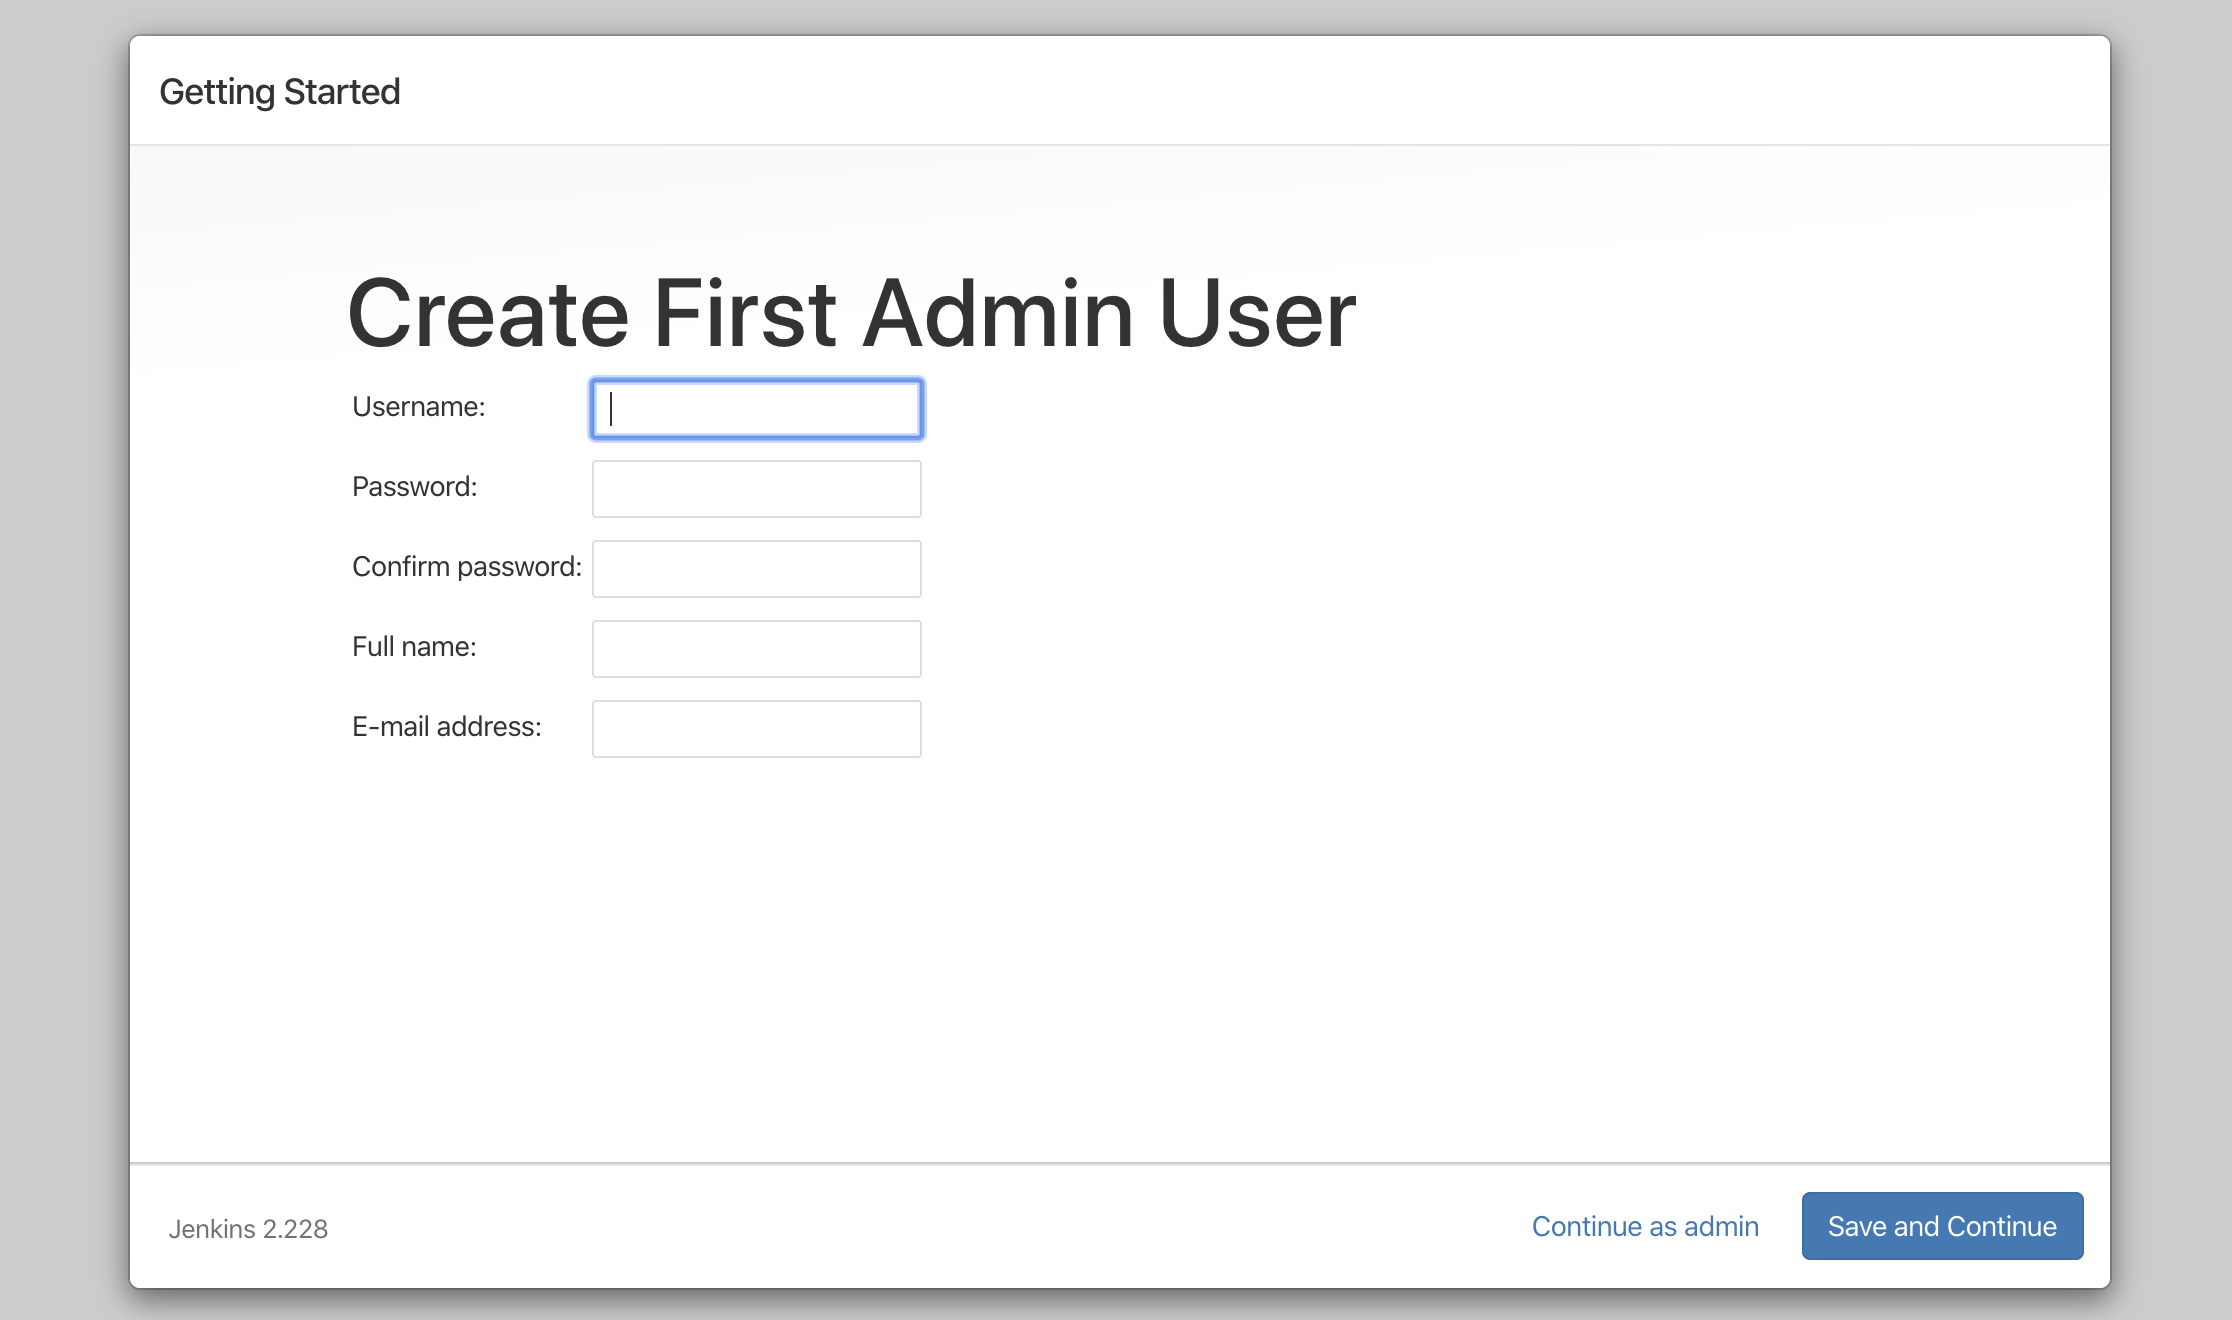 Getting Started
Create First Admin User
Username:
Password:
Confirm password:
Full name:
E-mail address:
Jenkins 2.228
Continue as admin
Save and Continue